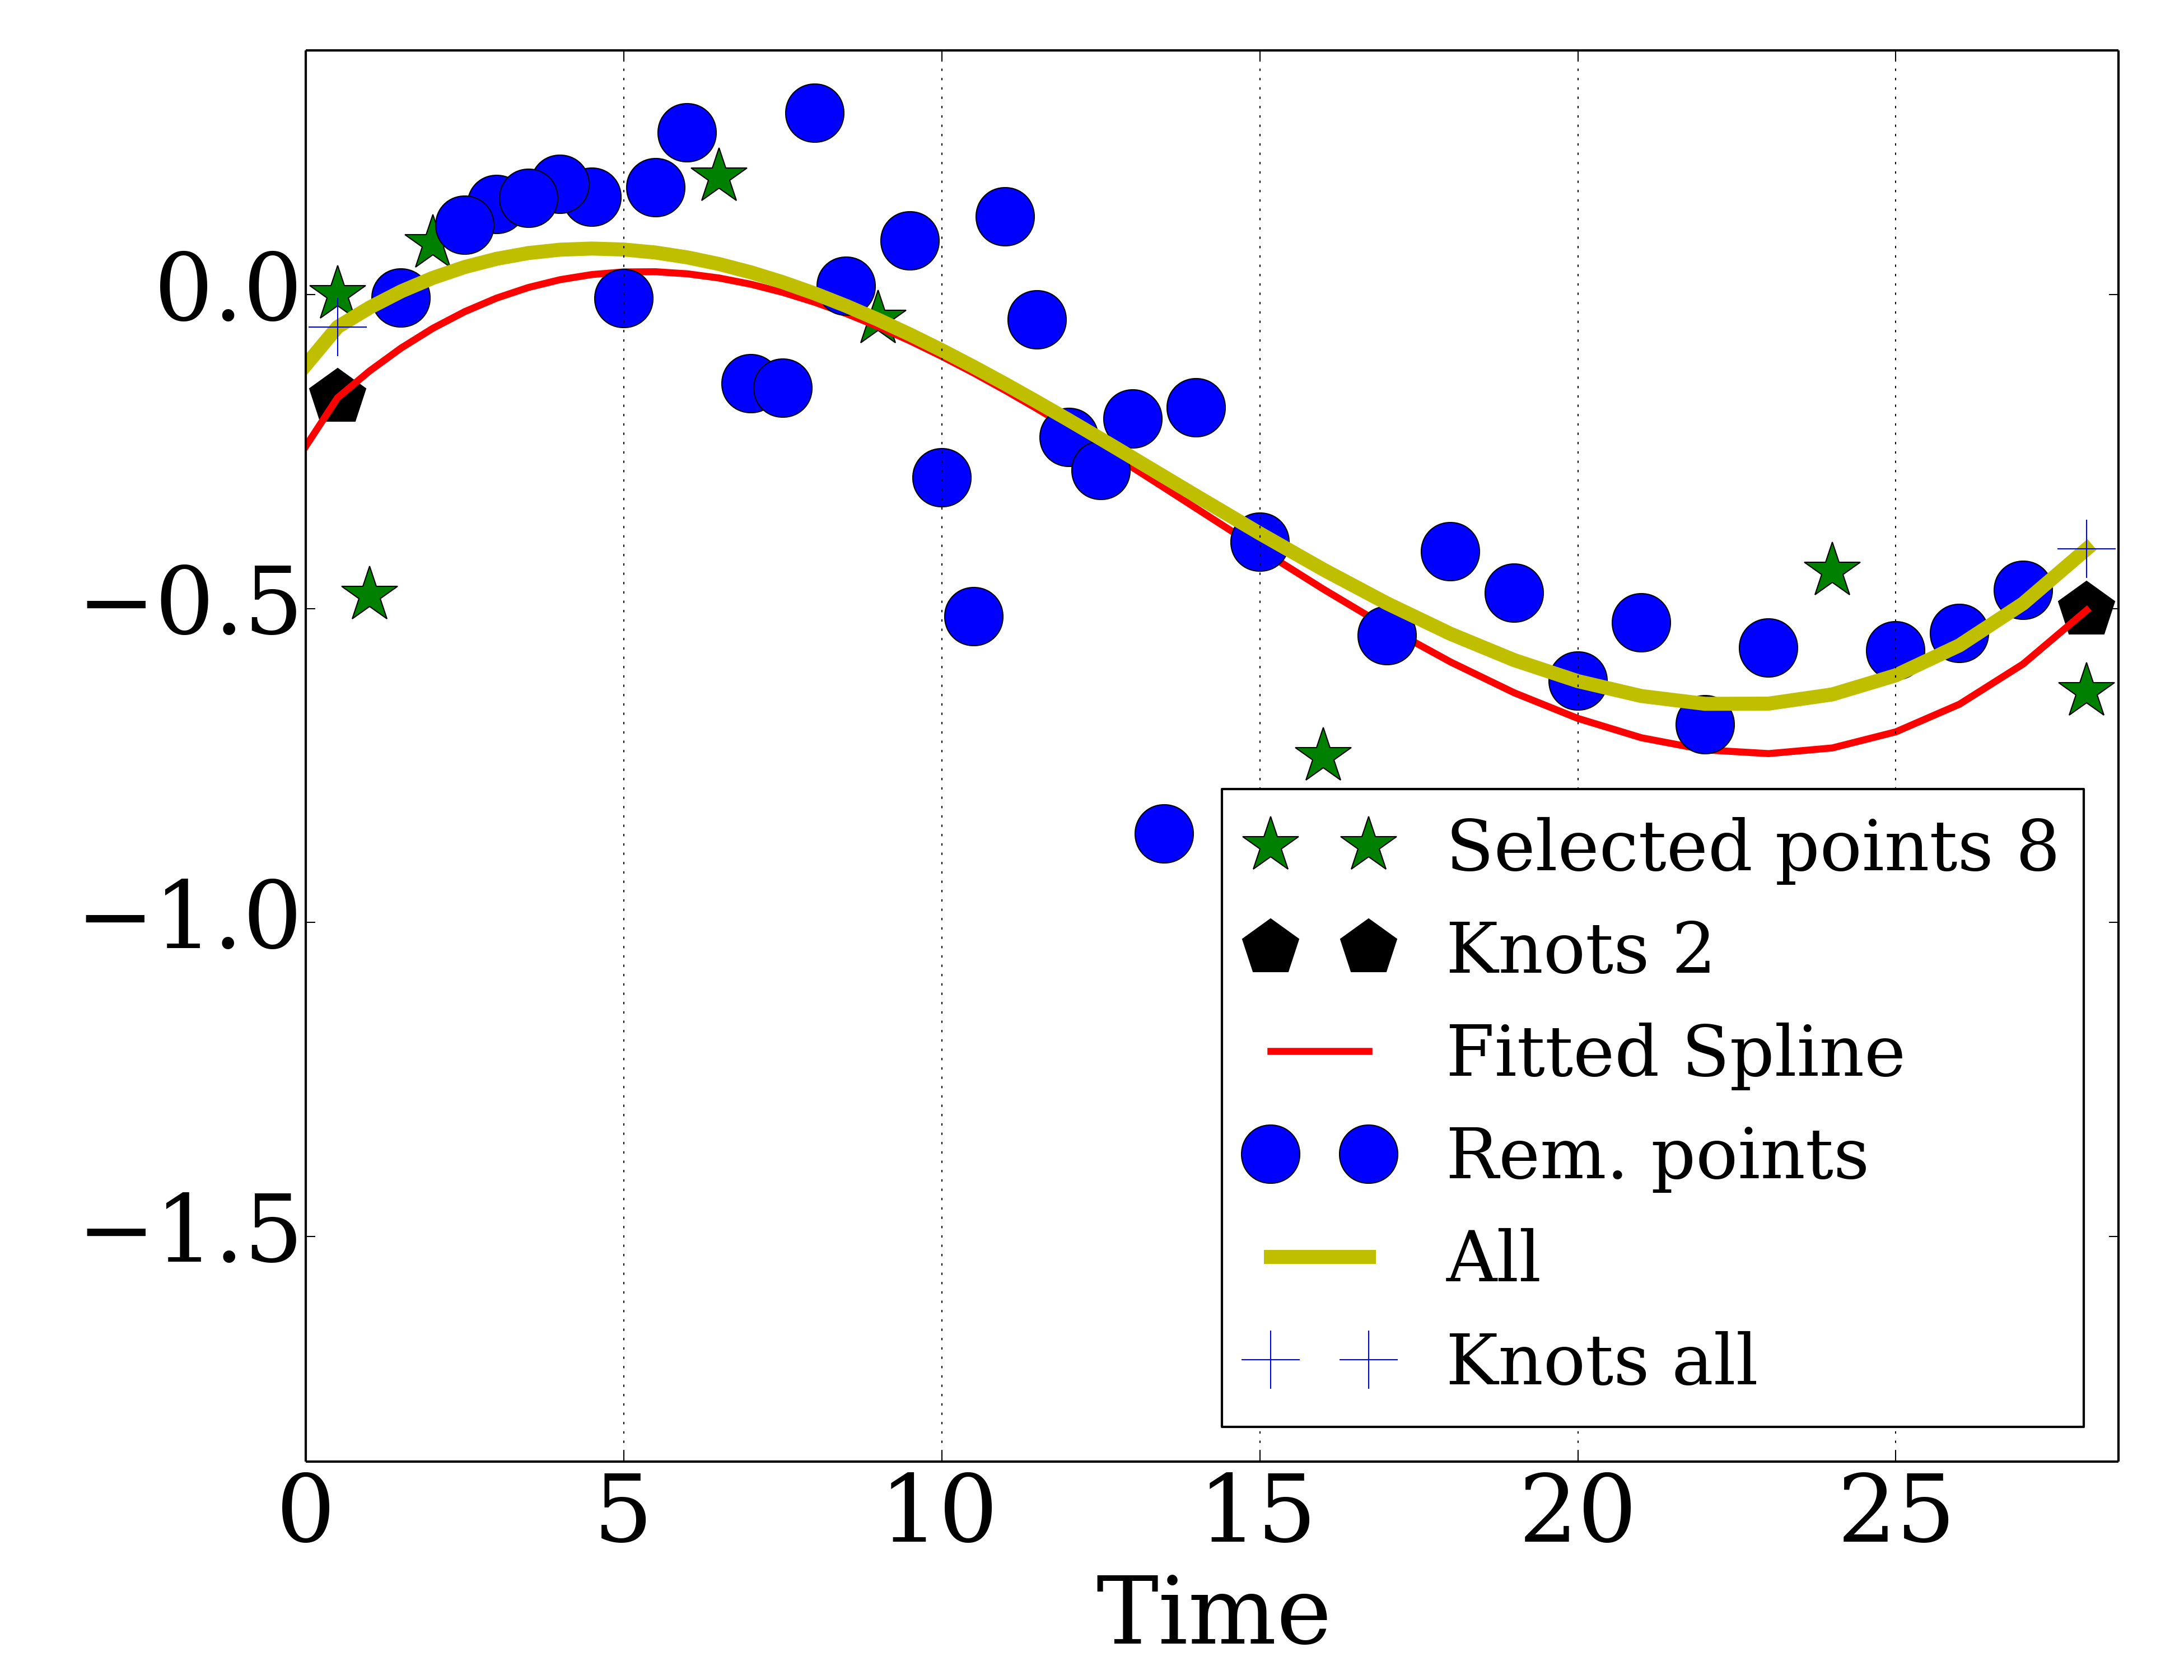 0.0
−0.5
−1.0
−1.5
Selected points 8
Knots 2
Fitted Spline
Rem. points
All
Knots all
0 5 10 15 20 25
Time